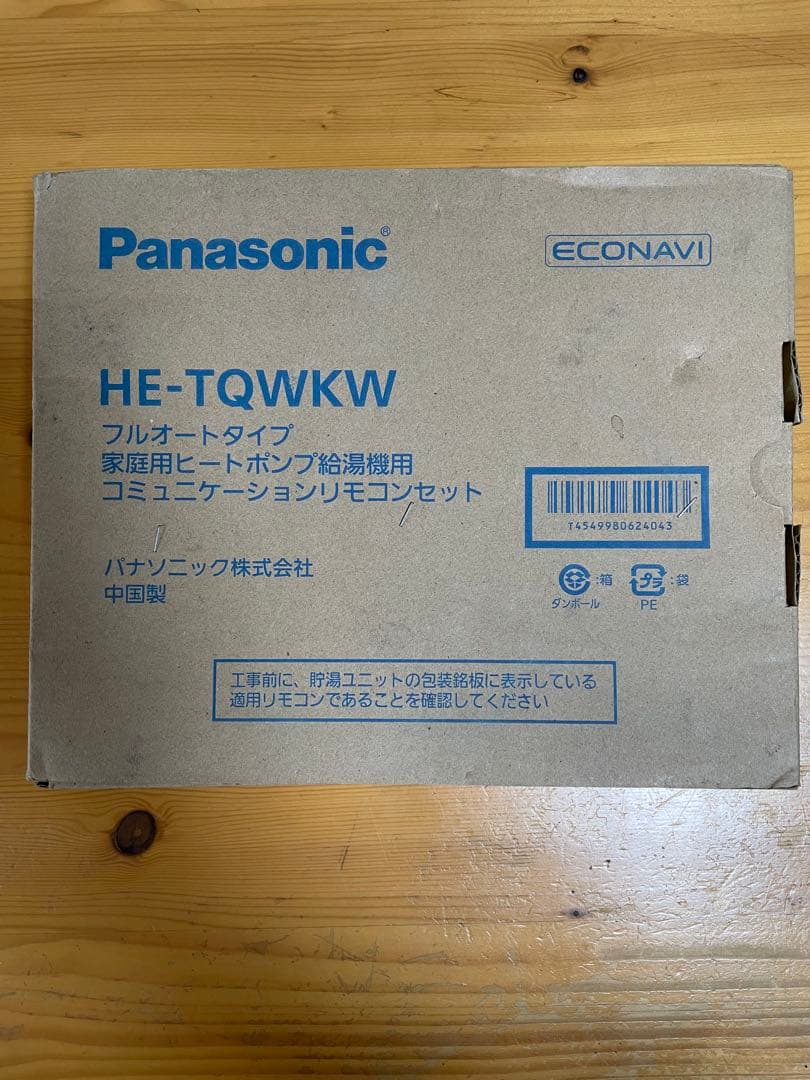 Panasonic®
ECONAVI
HE-TQWKW
フルオートタイプ
家庭用ヒートポンプ給湯機用
コミュニケーションリモコンセット
T4549980624043
パナソニック株式会社
中国製
:箱
ダンボール
プラ
:袋
PE
工事前に、貯湯ユニットの包装銘板に表示している
適用リモコンであることを確認してください